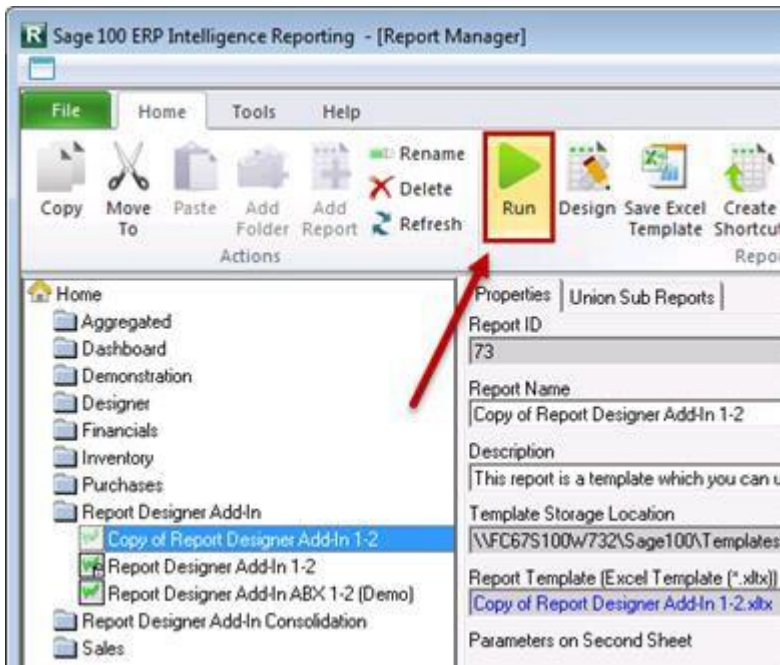 Sage 100 ERP Intelligence Reporting - [Report Manager]
File Home Tools Help
Copy
Move To
Paste
Add Folder
Add Report
Rename
Delete
Refresh
Actions
Run
Design
Save Excel Template
Create Shortcut
Repo
Home
Aggregated
Dashboard
Demonstration
Designer
Financials
Inventory
Purchases
Report Designer Add-In
Copy of Report Designer Add-In 1-2
Report Designer Add-In 1-2
Report Designer Add-In ABX 1-2 (Demo)
Report Designer Add-In Consolidation
Sales
Properties Union Sub Reports
Report ID
73
Report Name
Copy of Report Designer Add-In 1-2
Description
This report is a template which you can u
Template Storage Location
\\FC67S100W732\Sage100\Templates
Report Template (Excel Template (*.xltx))
Copy of Report Designer Add-In 1-2.xltx
Parameters on Second Sheet